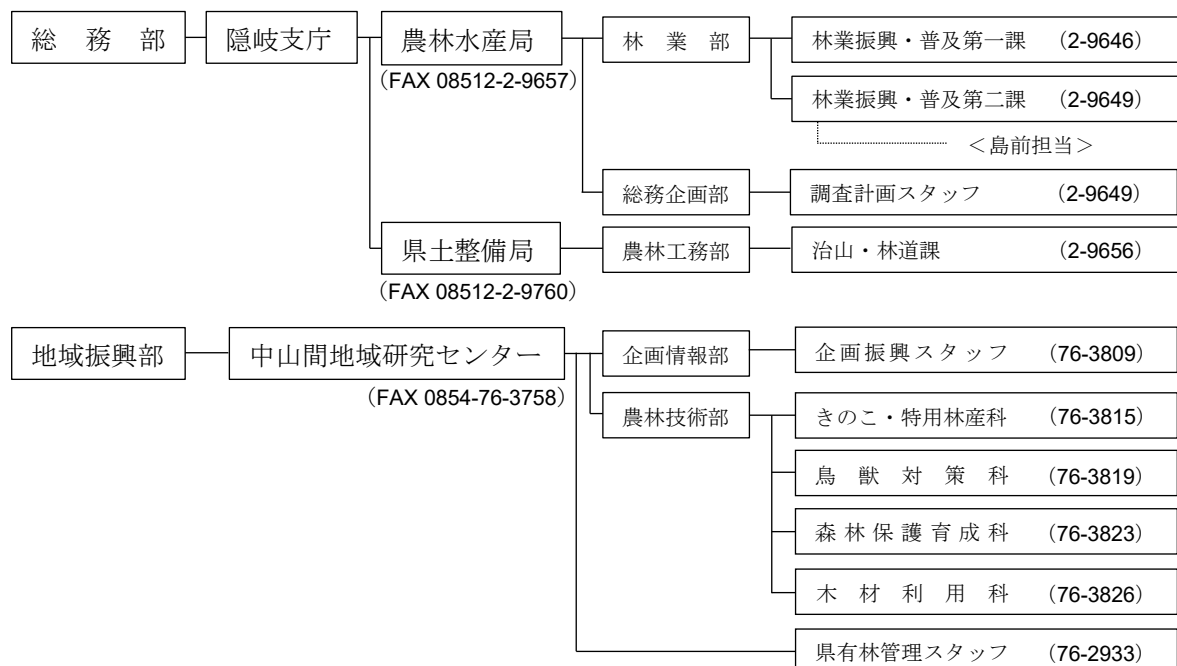 総務部 隠岐支庁 農林水産局 林業部 林業振興・普及第一課 (2-9646)
(FAX 08512-2-9657)
林業振興・普及第二課 (2-9649)
＜島前担当＞
総務企画部 調査計画スタッフ (2-9649)
県土整備局 農林工務部 治山・林道課 (2-9656)
(FAX 08512-2-9760)
地域振興部 中山間地域研究センター 企画情報部 企画振興スタッフ (76-3809)
(FAX 0854-76-3758)
農林技術部 きのこ・特用林産科 (76-3815)
鳥獣対策科 (76-3819)
森林保護育成科 (76-3823)
木材利用科 (76-3826)
県有林管理スタッフ (76-2933)